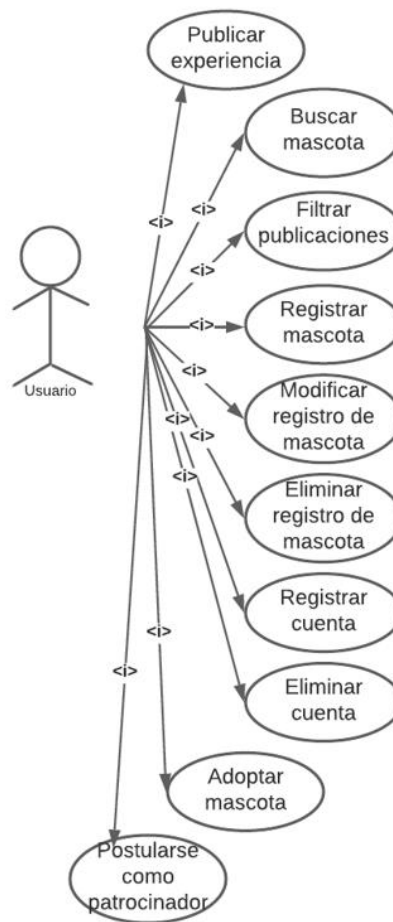 Publicar
experiencia
Buscar
mascota
<i>
<i>
Filtrar
publicaciones
<i>
Registrar
mascota
<i>
Usuario
Modificar
registro de
mascota
<i>
<i>
<i>
<i>
Eliminar
registro de
mascota
Registrar
cuenta
<i>
<i>
Eliminar
cuenta
Adoptar
mascota
Postularse
como
patrocinador